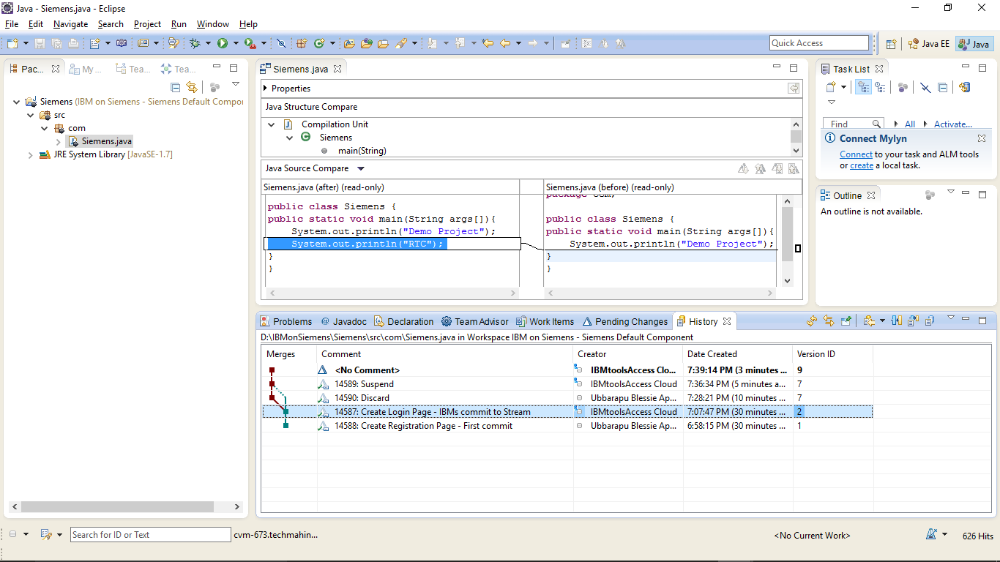 Java - Siemens.java - Eclipse
File Edit Navigate Search Project Run Window Help
Quick Access
Java EE
Java
Pac...
My ...
Tea...
Tea...
Siemens (IBM on Siemens - Siemens Default Compor
src
com
Siemens.java
JRE System Library [JavaSE-1.7]
Siemens.java
Properties
Java Structure Compare
Compilation Unit
Siemens
main(String)
Java Source Compare
Siemens.java (after) (read-only)
public class Siemens {
public static void main(String args[]){
System.out.println("Demo Project");
System.out.println("RTC");
}
}
Siemens.java (before) (read-only)
package com;
public class Siemens {
public static void main(String args[]){
System.out.println("Demo Project");
}
}
Task List
Find
All
Activate...
Connect Mylyn
Connect to your task and ALM tools
or create a local task.
Outline
An outline is not available.
Problems @ Javadoc Declaration Team Advisor Work Items Pending Changes History
D:\IBMonSiemens\Siemens\src\com\Siemens.java in Workspace IBM on Siemens - Siemens Default Component
Merges Comment Creator Date Created Version ID
<No Comment> IBMtoolsAccess Clo... 7:39:14 PM (3 minutes ... 9
14589: Suspend IBMtoolsAccess Cloud 7:36:34 PM (5 minutes a... 7
14590: Discard Ubbarapu Blessie Ap... 7:28:21 PM (10 minutes ... 7
14587: Create Login Page - IBMs commit to Stream IBMtoolsAccess Cloud 7:07:47 PM (30 minutes ... 2
14588: Create Registration Page - First commit Ubbarapu Blessie Ap... 6:58:15 PM (30 minutes ... 1
Search for ID or Text
cvm-673.techmahin...
<No Current Work>
626 Hits